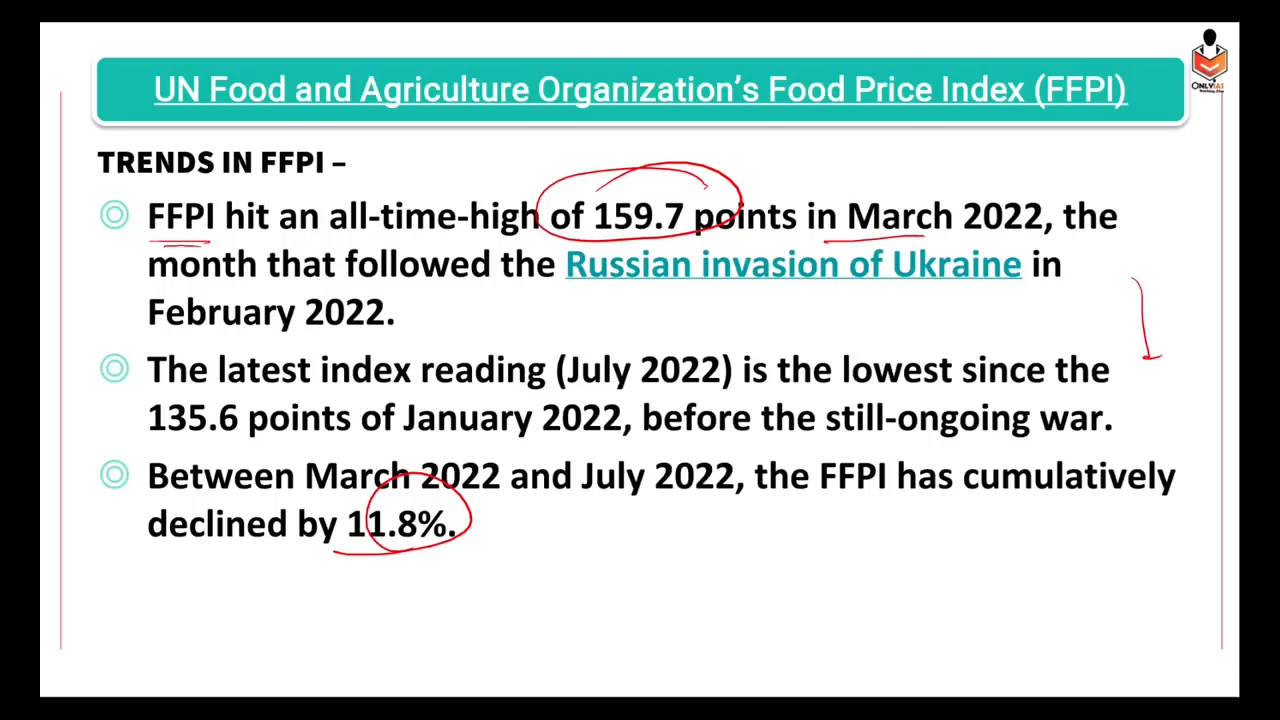 UN Food and Agriculture Organization’s Food Price Index (FFPI)
ONLYIAS
TRENDS IN FFPI –
FFPI hit an all-time-high of 159.7 points in March 2022, the
month that followed the Russian invasion of Ukraine in
February 2022.
The latest index reading (July 2022) is the lowest since the
135.6 points of January 2022, before the still-ongoing war.
Between March 2022 and July 2022, the FFPI has cumulatively
declined by 11.8%.